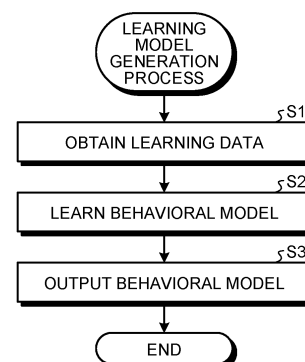 LEARNING
MODEL
GENERATION
PROCESS
S1
OBTAIN LEARNING DATA
S2
LEARN BEHAVIORAL MODEL
S3
OUTPUT BEHAVIORAL MODEL
END